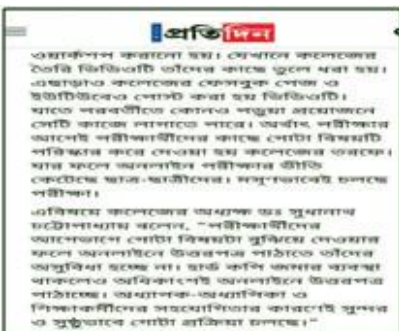 প্রতিদিন
ওয়ার্কশপ করানো হয়। যেখানে কলেজের
তৈরি ভিডিওটি তাঁদের কাছে তুলে ধরা হয়।
এছাড়াও কলেজের ফেসবুক পেজ ও
ইউটিউবেও পোস্ট করা হয় ভিডিওটি।
যাতে পরবর্তীতে কোনও পড়ুয়া প্রয়োজনে
সেটি কাজে লাগাতে পারে। অর্থাৎ পরীক্ষার
আগেই পরীক্ষার্থীদের কাছে গোটা বিষয়টি
পরিষ্কার করে দেওয়া হয় কলেজের তরফে।
যার ফলে অনলাইন পরীক্ষার ভীতি
কেটেছে ছাত্র-ছাত্রীদের। মসৃণভাবেই চলছে
পরীক্ষা।
এবিষয়ে কলেজের অধ্যক্ষ ডঃ সুধানাথ
চট্টোপাধ্যায় বলেন, "পরীক্ষার্থীদের
আগেভাগে গোটা বিষয়টা বুঝিয়ে দেওয়ার
ফলে অনলাইনে উত্তরপত্র পাঠাতে তাঁদের
অসুবিধা হচ্ছে না। হার্ড কপি জমার ব্যবস্থা
থাকলেও অধিকাংশই অনলাইনে উত্তরপত্র
পাঠাচ্ছে। অধ্যাপক-অধ্যাপিকা ও
শিক্ষাকর্মীদের সহযোগিতার কারণেই সুন্দর
ও সুষ্ঠুভাবে গোটা প্রক্রিয়া চলছে।"